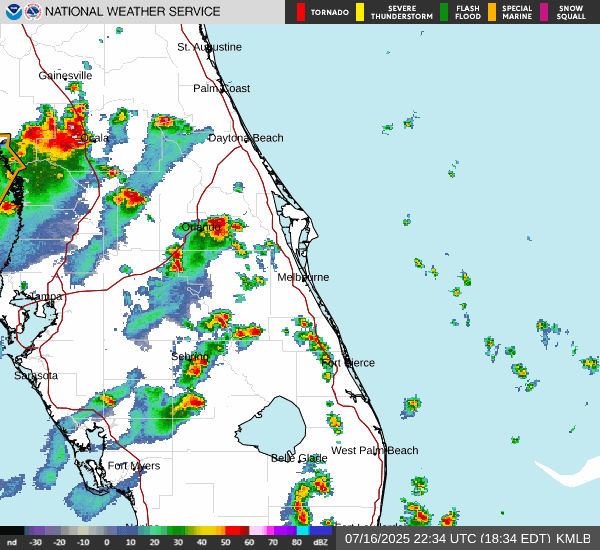 NATIONAL WEATHER SERVICE
TORNADO
SEVERE THUNDERSTORM
FLASH FLOOD
SPECIAL MARINE
SNOW SQUALL
St. Augustine
Gainesville
Palm Coast
Ocala
Daytona Beach
Orlando
Melbourne
Tampa
Sebring
Fort Pierce
Sarasota
West Palm Beach
Belle Glade
Fort Myers
nd -30 -20 -10 0 10 20 30 40 50 60 70 80 dBZ
07/16/2025 22:34 UTC (18:34 EDT) KMLB